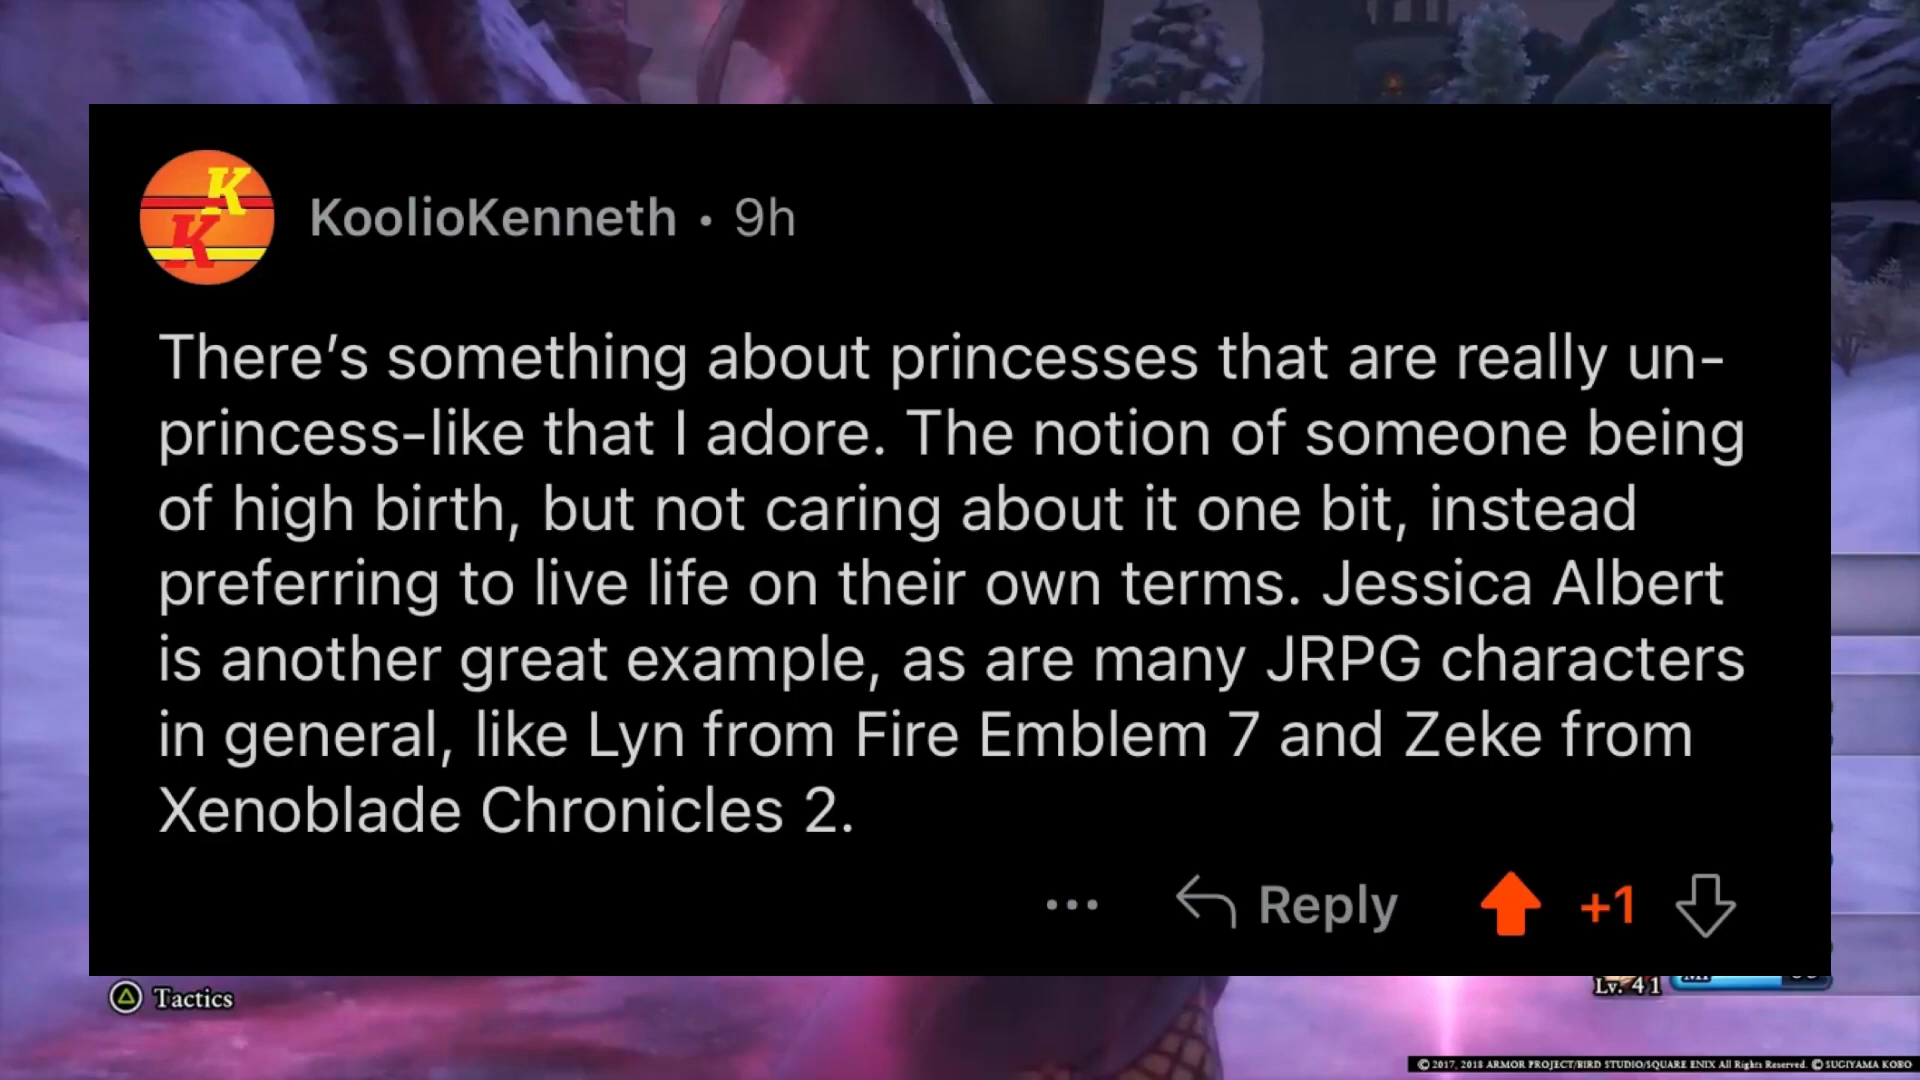 K
K
KoolioKenneth · 9h
There’s something about princesses that are really un-
princess-like that I adore. The notion of someone being
of high birth, but not caring about it one bit, instead
preferring to live life on their own terms. Jessica Albert
is another great example, as are many JRPG characters
in general, like Lyn from Fire Emblem 7 and Zeke from
Xenoblade Chronicles 2.
... Reply +1
Tactics
Lv. 41
© 2017, 2018 ARMOR PROJECT/BIRD STUDIO/SQUARE ENIX All Rights Reserved. © SUGIYAMA KOBO